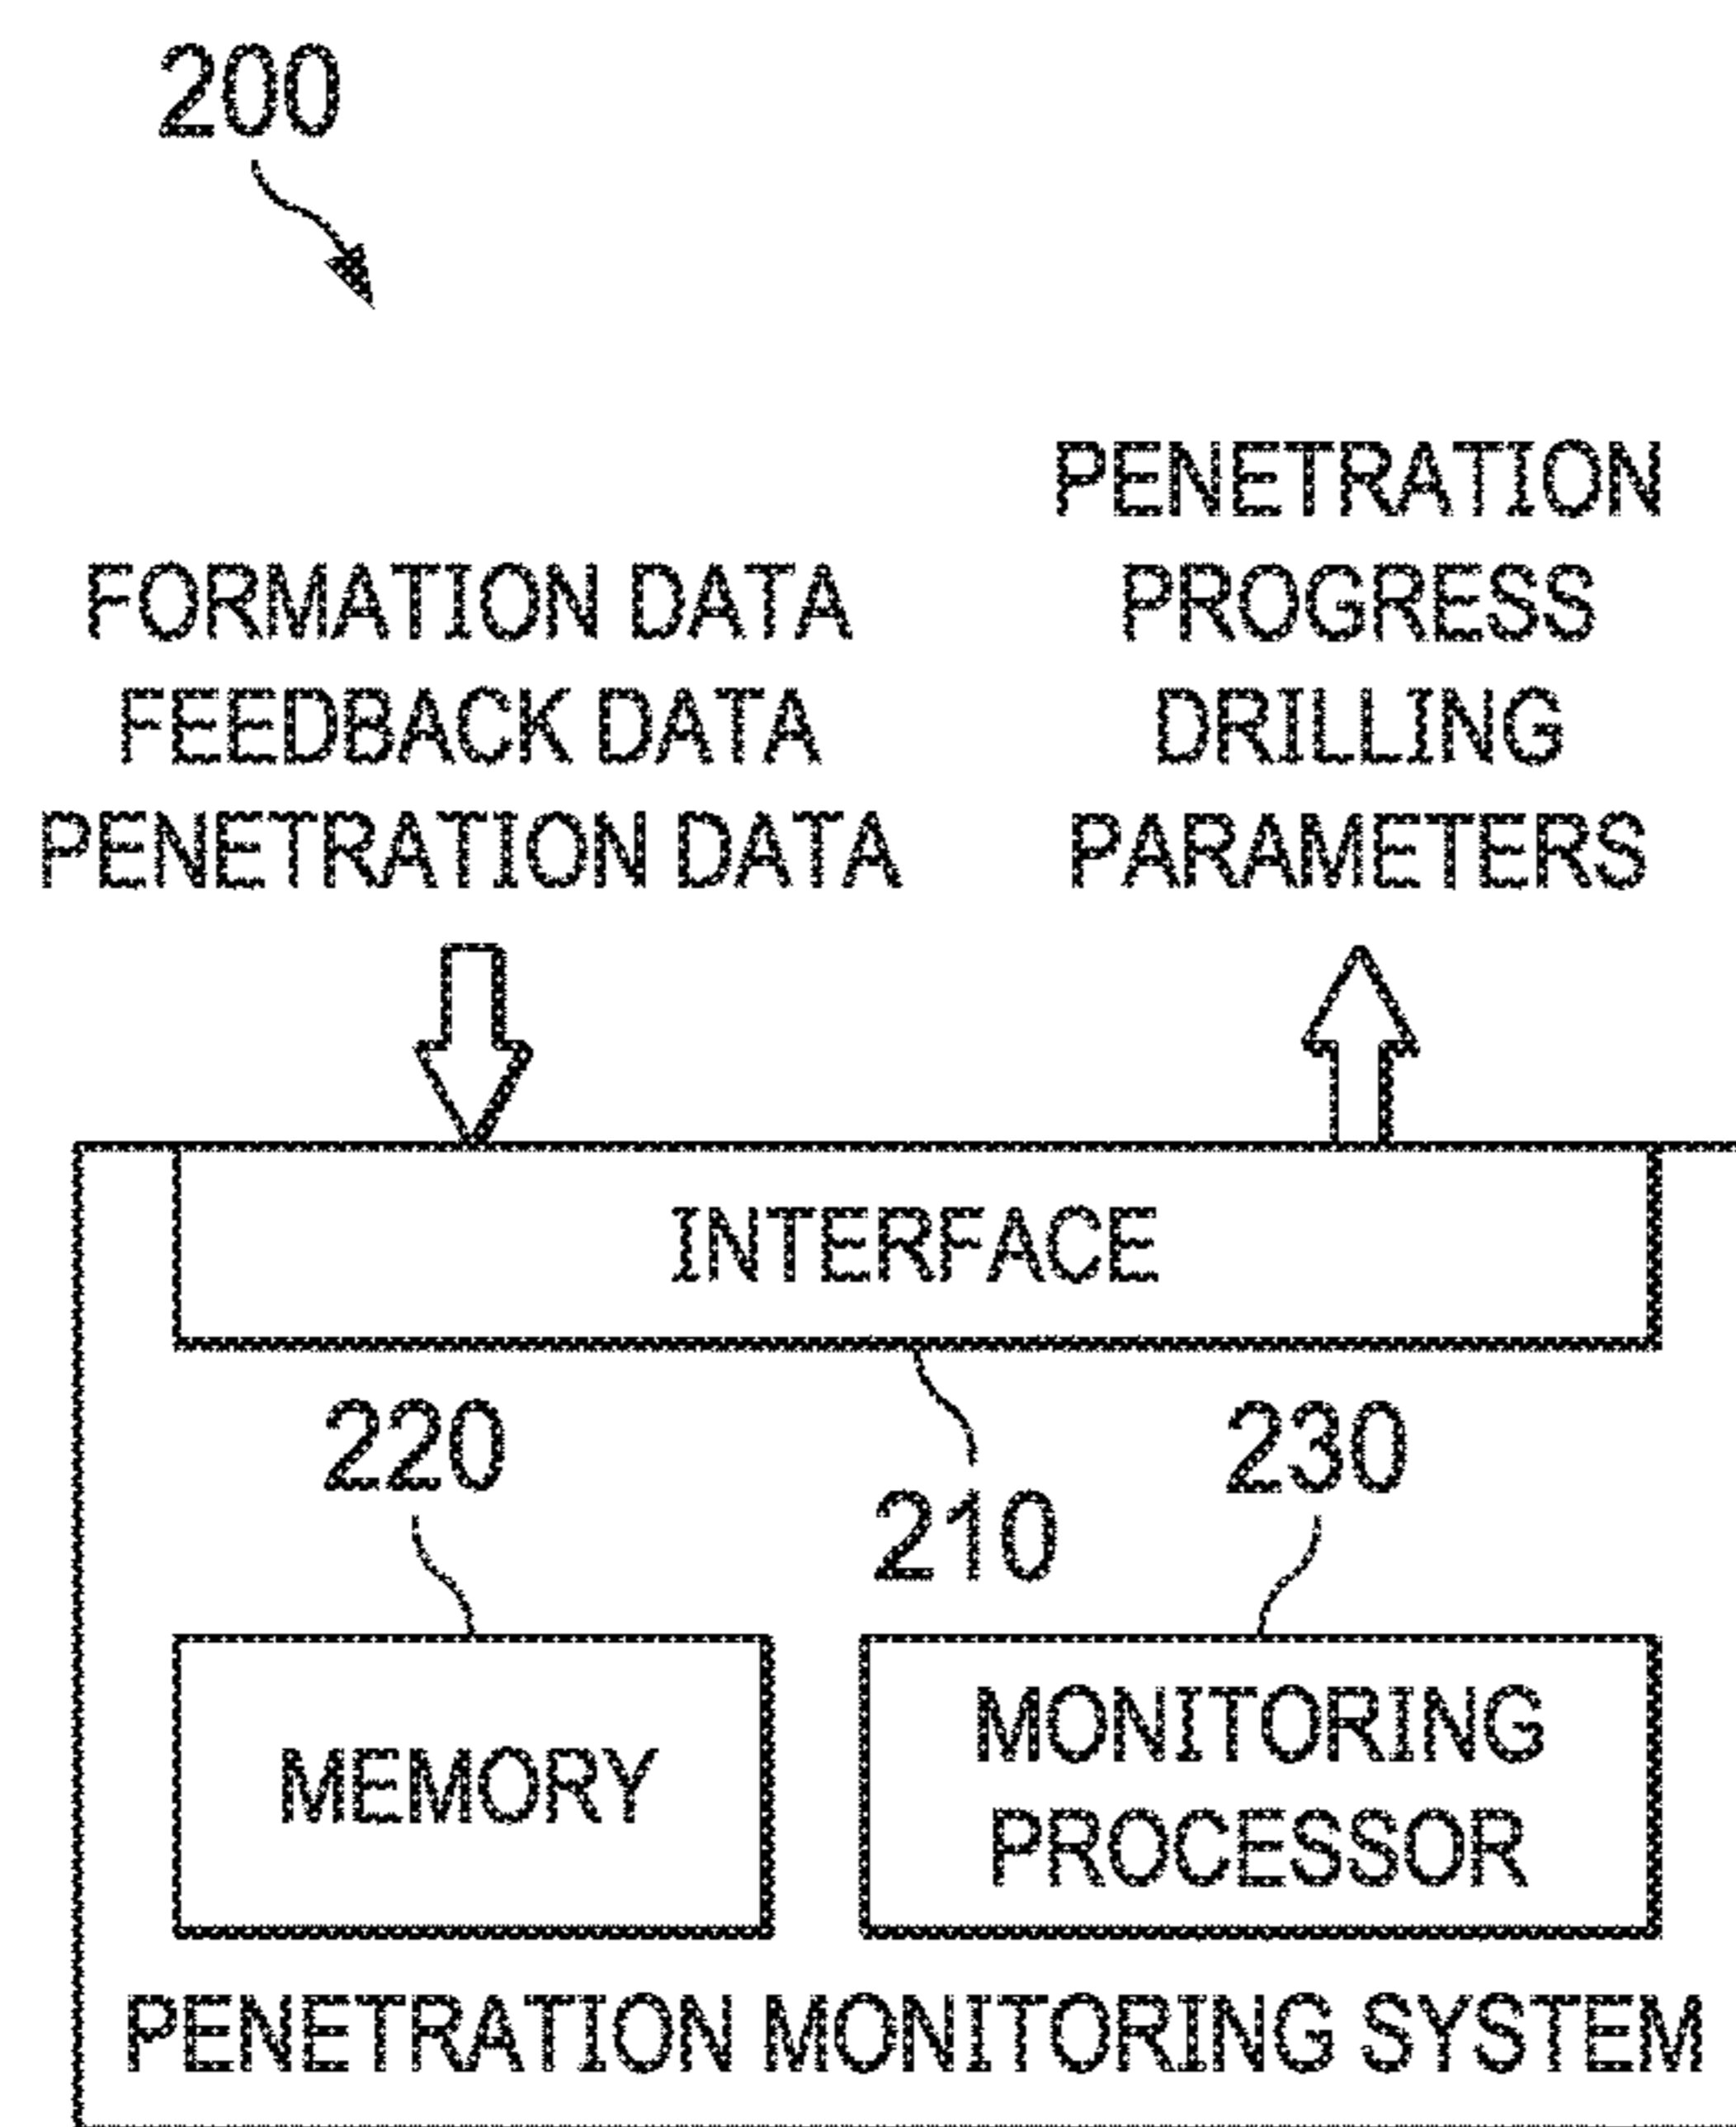 200
FORMATION DATA
FEEDBACK DATA
PENETRATION DATA
PENETRATION
PROGRESS
DRILLING
PARAMETERS
INTERFACE
210
220
230
MEMORY
MONITORING
PROCESSOR
PENETRATION MONITORING SYSTEM